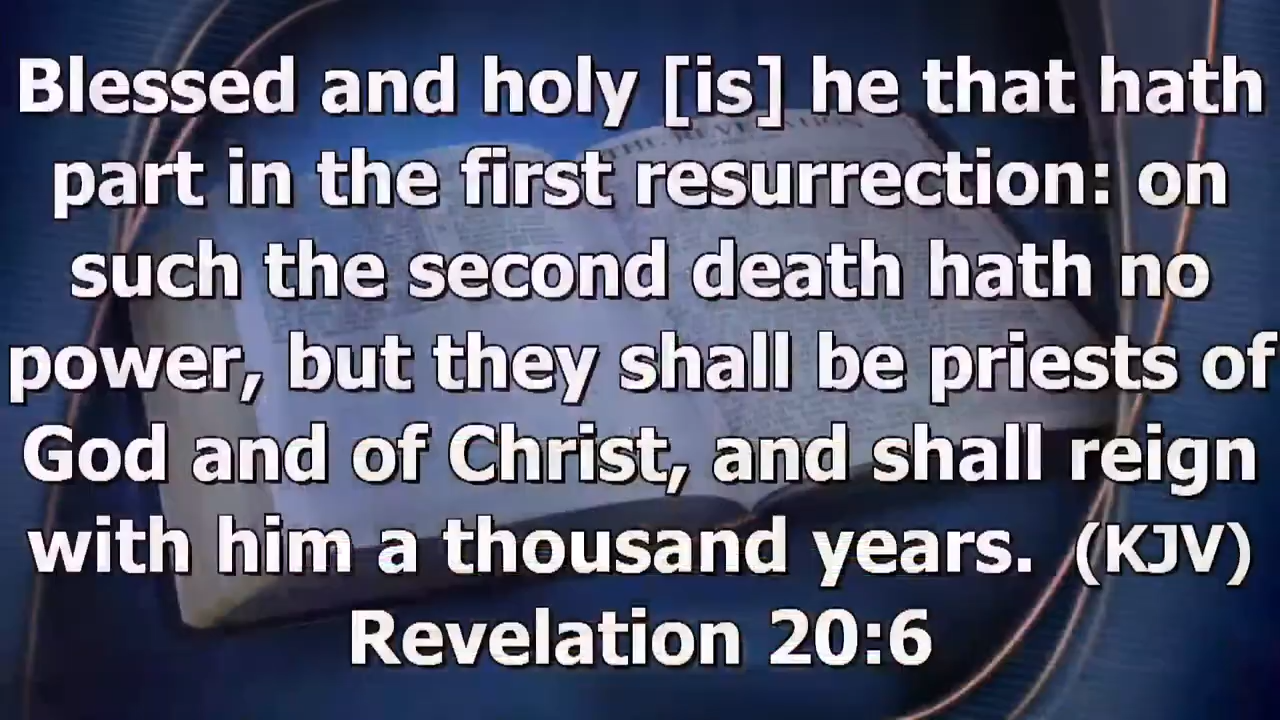 Blessed and holy [is] he that hath
part in the first resurrection: on
such the second death hath no
power, but they shall be priests of
God and of Christ, and shall reign
with him a thousand years. (KJV)
Revelation 20:6
THE REVELATION